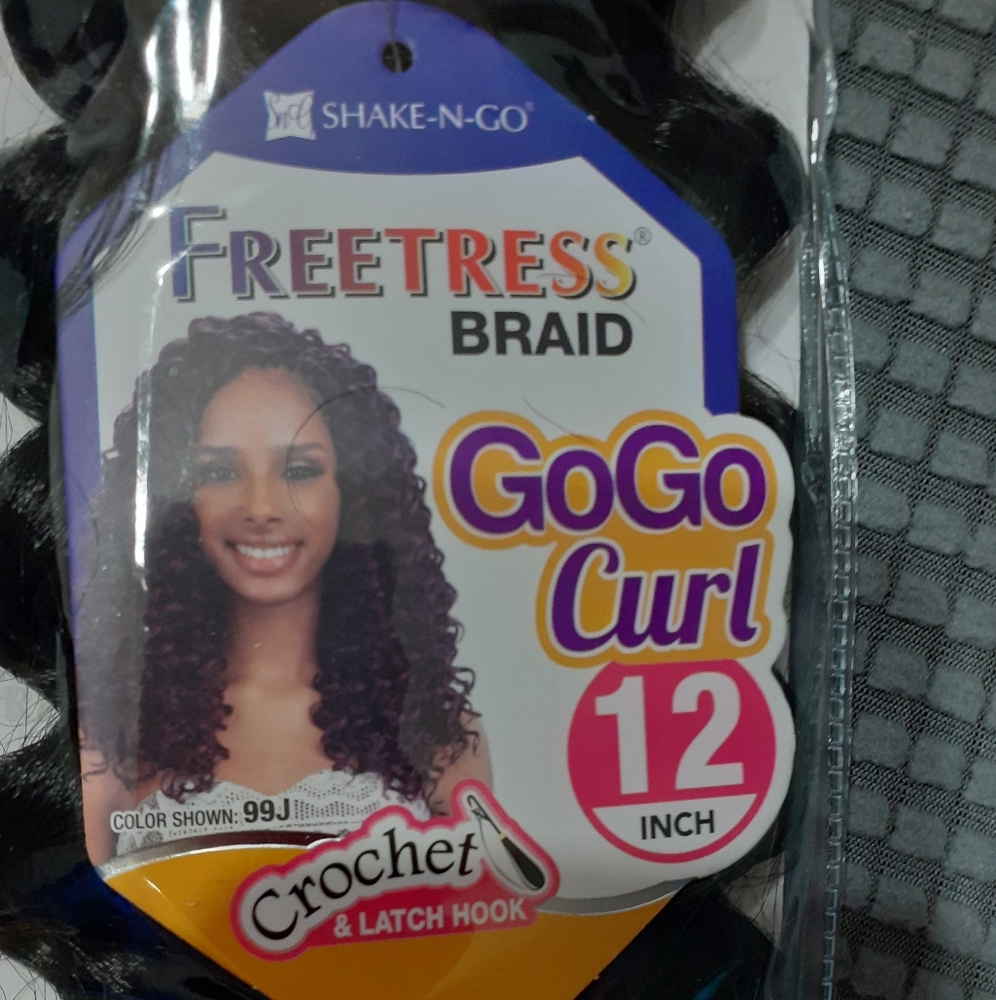 SHAKE-N-GO®
FREETRESS®
BRAID
GoGo
Curl
12
INCH
COLOR SHOWN: 99J
Crochet
& LATCH HOOK